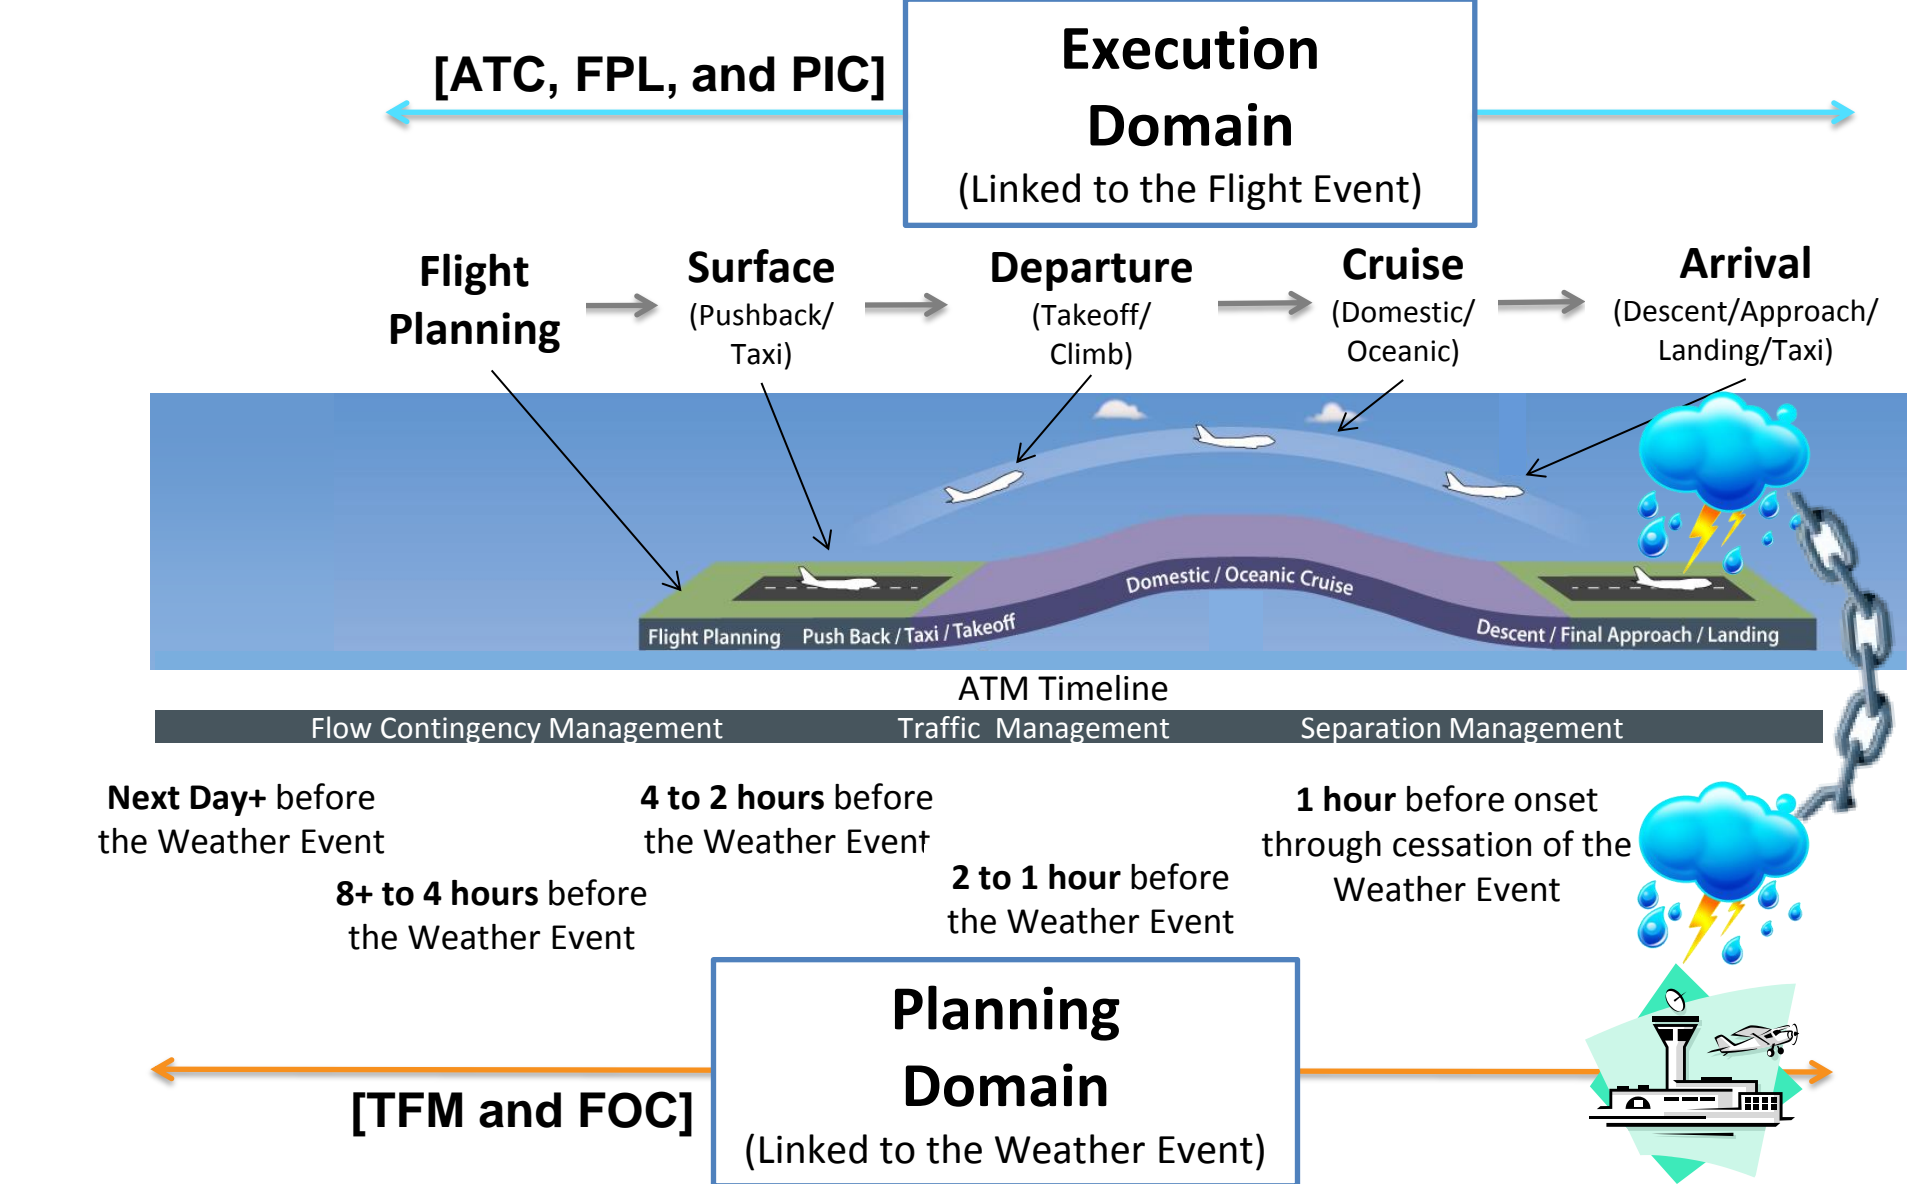 Execution
Domain
(Linked to the Flight Event)
[ATC, FPL, and PIC]
Flight
Planning
Surface
(Pushback/
Taxi)
Departure
(Takeoff/
Climb)
Cruise
(Domestic/
Oceanic)
Arrival
(Descent/Approach/
Landing/Taxi)
Flight Planning
Push Back / Taxi / Takeoff
Domestic / Oceanic Cruise
Descent / Final Approach / Landing
ATM Timeline
Flow Contingency Management
Traffic Management
Separation Management
Next Day+ before
the Weather Event
8+ to 4 hours before
the Weather Event
4 to 2 hours before
the Weather Event
2 to 1 hour before
the Weather Event
1 hour before onset
through cessation of the
Weather Event
Planning
Domain
(Linked to the Weather Event)
[TFM and FOC]